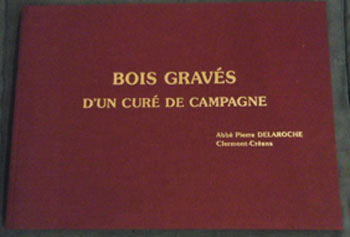 BOIS GRAVÉS
D'UN CURÉ DE CAMPAGNE
Abbé Pierre DELAROCHE
Clermont-Créans